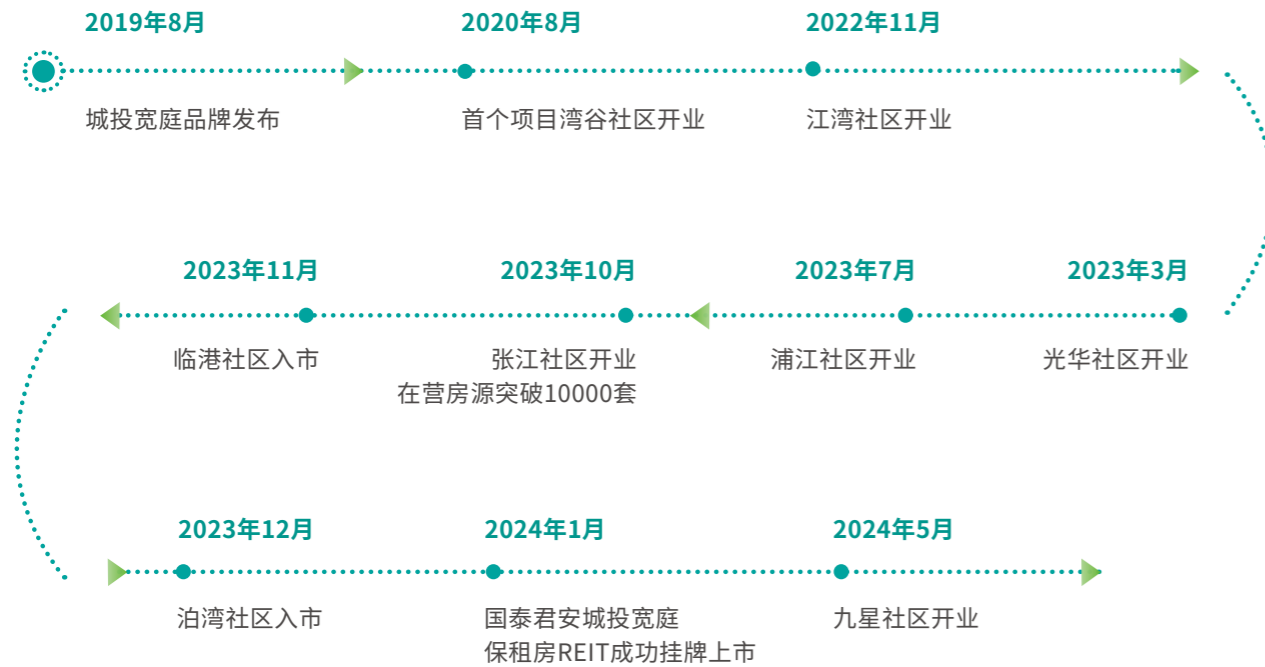 2019年8月
城投宽庭品牌发布
2020年8月
首个项目湾谷社区开业
2022年11月
江湾社区开业
2023年3月
光华社区开业
2023年7月
浦江社区开业
2023年10月
张江社区开业
在营房源突破10000套
2023年11月
临港社区入市
2023年12月
泊湾社区入市
2024年1月
国泰君安城投宽庭
保租房REIT成功挂牌上市
2024年5月
九星社区开业